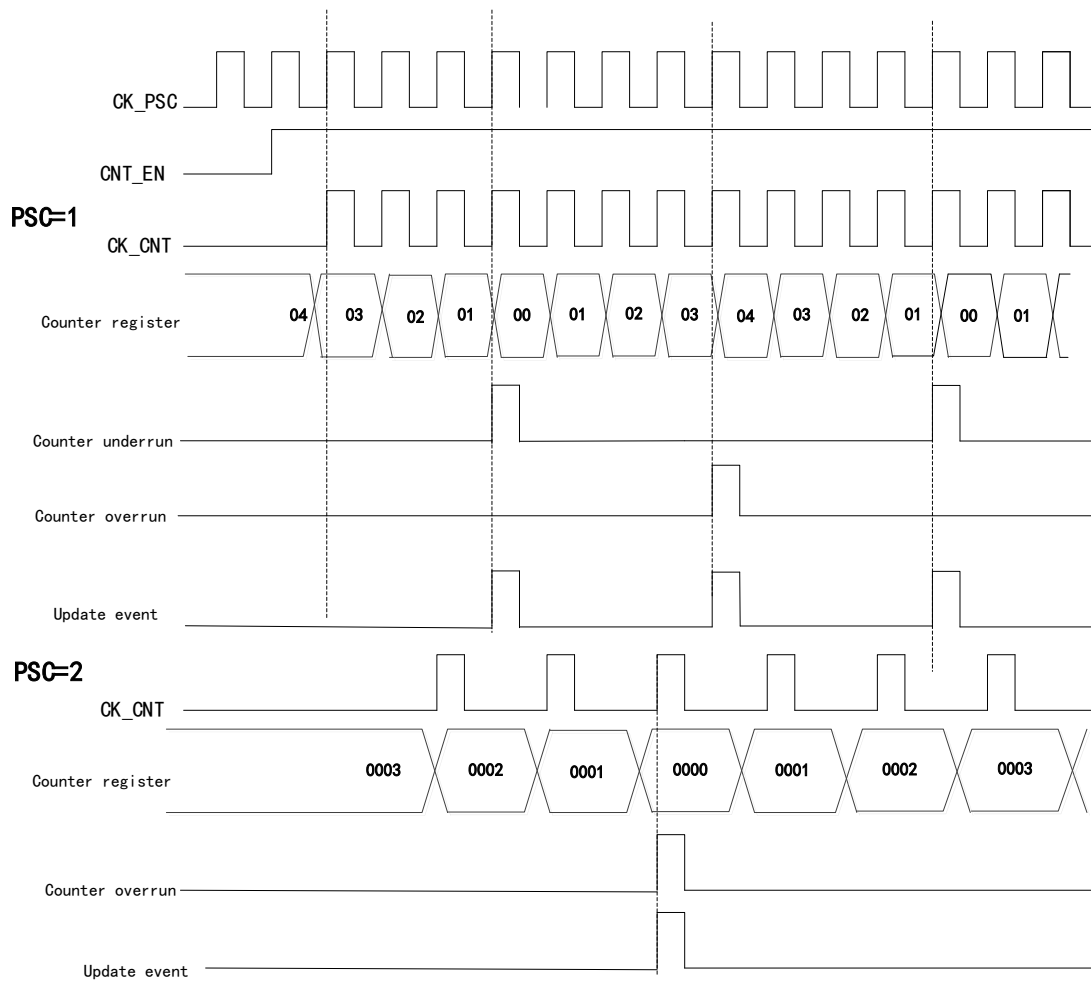 CK_PSC
CNT_EN
PSC=1
CK_CNT
Counter register 04 03 02 01 00 01 02 03 04 03 02 01 00 01
Counter underrun
Counter overrun
Update event
PSC=2
CK_CNT
Counter register 0003 0002 0001 0000 0001 0002 0003
Counter overrun
Update event